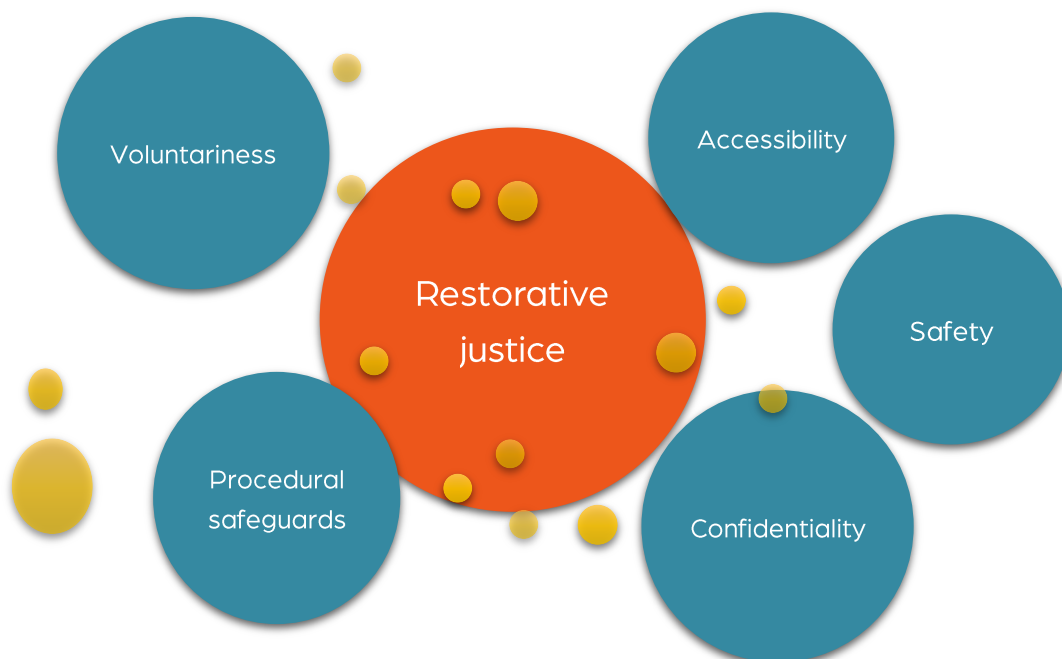 Voluntariness
Accessibility
Restorative
justice
Safety
Procedural
safeguards
Confidentiality